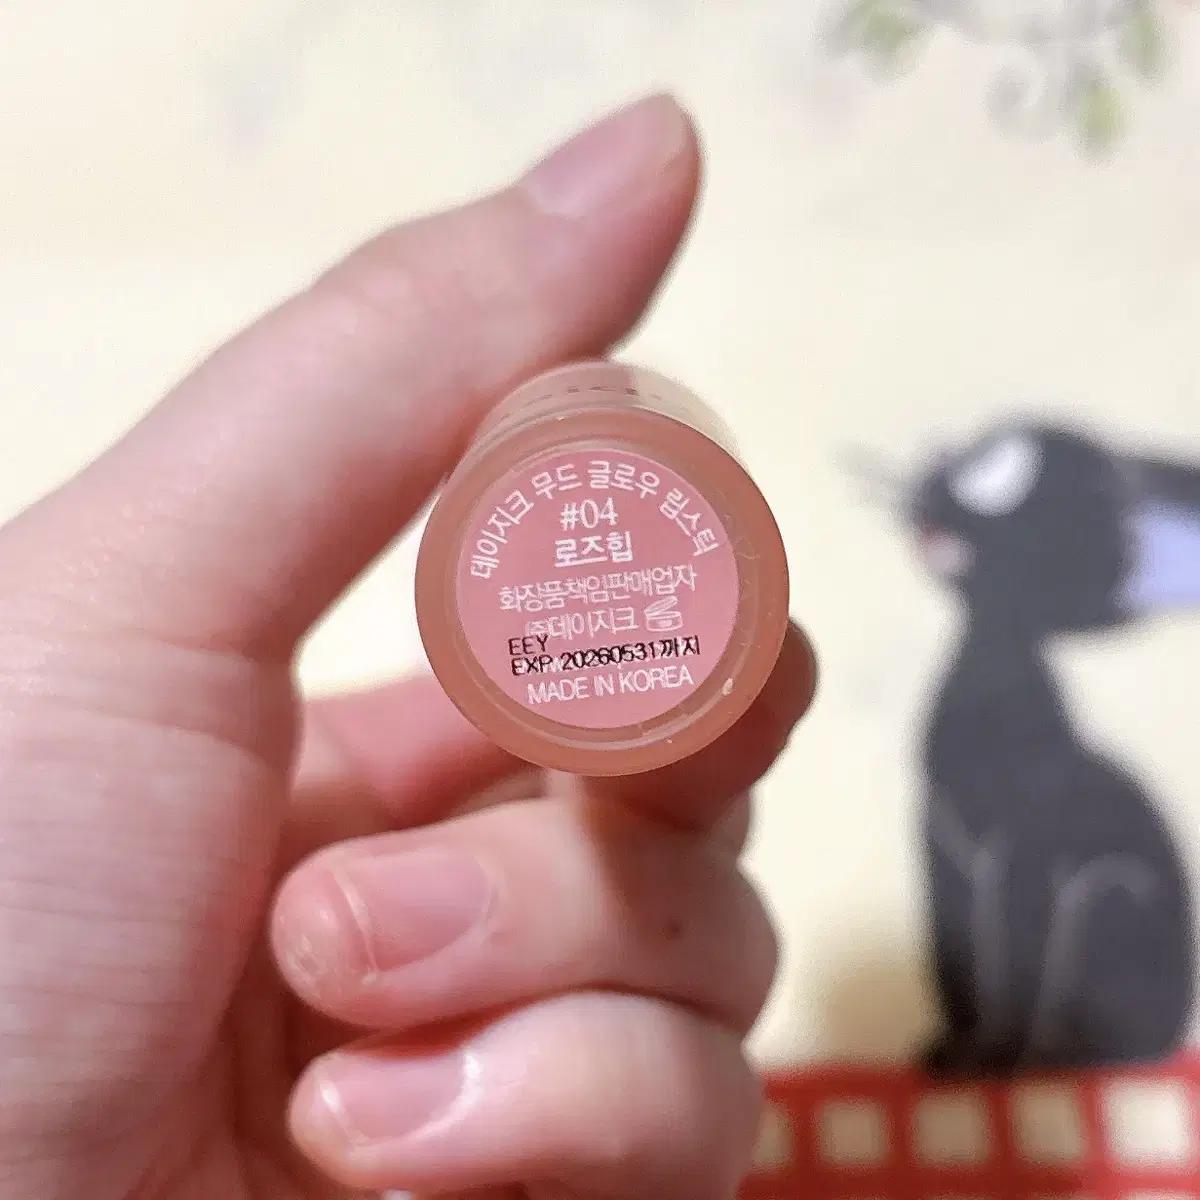 데이지크 무드 글로우 립스틱
#04
로즈힙
화장품책임판매업자
㈜데이지크
EEY
EXP 20260531까지
MADE IN KOREA